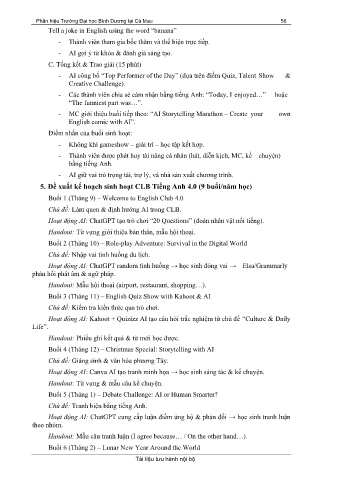 Phân hiệu Trường Đại học Bình Dương tại Cà Mau 56
Tell a joke in English using the word “banana”
- Thành viên tham gia bốc thăm và thể hiện trực tiếp.
- AI gợi ý từ khóa & đánh giá sáng tạo.
C. Tổng kết & Trao giải (15 phút)
- AI công bố “Top Performer of the Day” (dựa trên điểm Quiz, Talent Show &
Creative Challenge).
- Các thành viên chia sẻ cảm nhận bằng tiếng Anh: “Today, I enjoyed…” hoặc
“The funniest part was…”.
- MC giới thiệu buổi tiếp theo: “AI Storytelling Marathon – Create your own
English comic with AI”.
Điểm nhấn của buổi sinh hoạt:
- Không khí gameshow – giải trí – học tập kết hợp.
- Thành viên được phát huy tài năng cá nhân (hát, diễn kịch, MC, kể chuyện)
bằng tiếng Anh.
- AI giữ vai trò trọng tài, trợ lý, và nhà sản xuất chương trình.
5. Đề xuất kế hoạch sinh hoạt CLB Tiếng Anh 4.0 (9 buổi/năm học)
Buổi 1 (Tháng 9) – Welcome to English Club 4.0
Chủ đề: Làm quen & định hướng AI trong CLB.
Hoạt động AI: ChatGPT tạo trò chơi “20 Questions” (đoán nhân vật nổi tiếng).
Handout: Từ vựng giới thiệu bản thân, mẫu hội thoại.
Buổi 2 (Tháng 10) – Role-play Adventure: Survival in the Digital World
Chủ đề: Nhập vai tình huống du lịch.
Hoạt động AI: ChatGPT random tình huống → học sinh đóng vai → Elsa/Grammarly
phản hồi phát âm & ngữ pháp.
Handout: Mẫu hội thoại (airport, restaurant, shopping…).
Buổi 3 (Tháng 11) – English Quiz Show with Kahoot & AI
Chủ đề: Kiểm tra kiến thức qua trò chơi.
Hoạt động AI: Kahoot + Quizizz AI tạo câu hỏi trắc nghiệm từ chủ đề “Culture & Daily
Life”.
Handout: Phiếu ghi kết quả & từ mới học được.
Buổi 4 (Tháng 12) – Christmas Special: Storytelling with AI
Chủ đề: Giáng sinh & văn hóa phương Tây.
Hoạt động AI: Canva AI tạo tranh minh họa → học sinh sáng tác & kể chuyện.
Handout: Từ vựng & mẫu câu kể chuyện.
Buổi 5 (Tháng 1) – Debate Challenge: AI or Human Smarter?
Chủ đề: Tranh biện bằng tiếng Anh.
Hoạt động AI: ChatGPT cung cấp luận điểm ủng hộ & phản đối → học sinh tranh luận
theo nhóm.
Handout: Mẫu câu tranh luận (I agree because… / On the other hand…).
Buổi 6 (Tháng 2) – Lunar New Year Around the World
Tài liệu lưu hành nội bộ